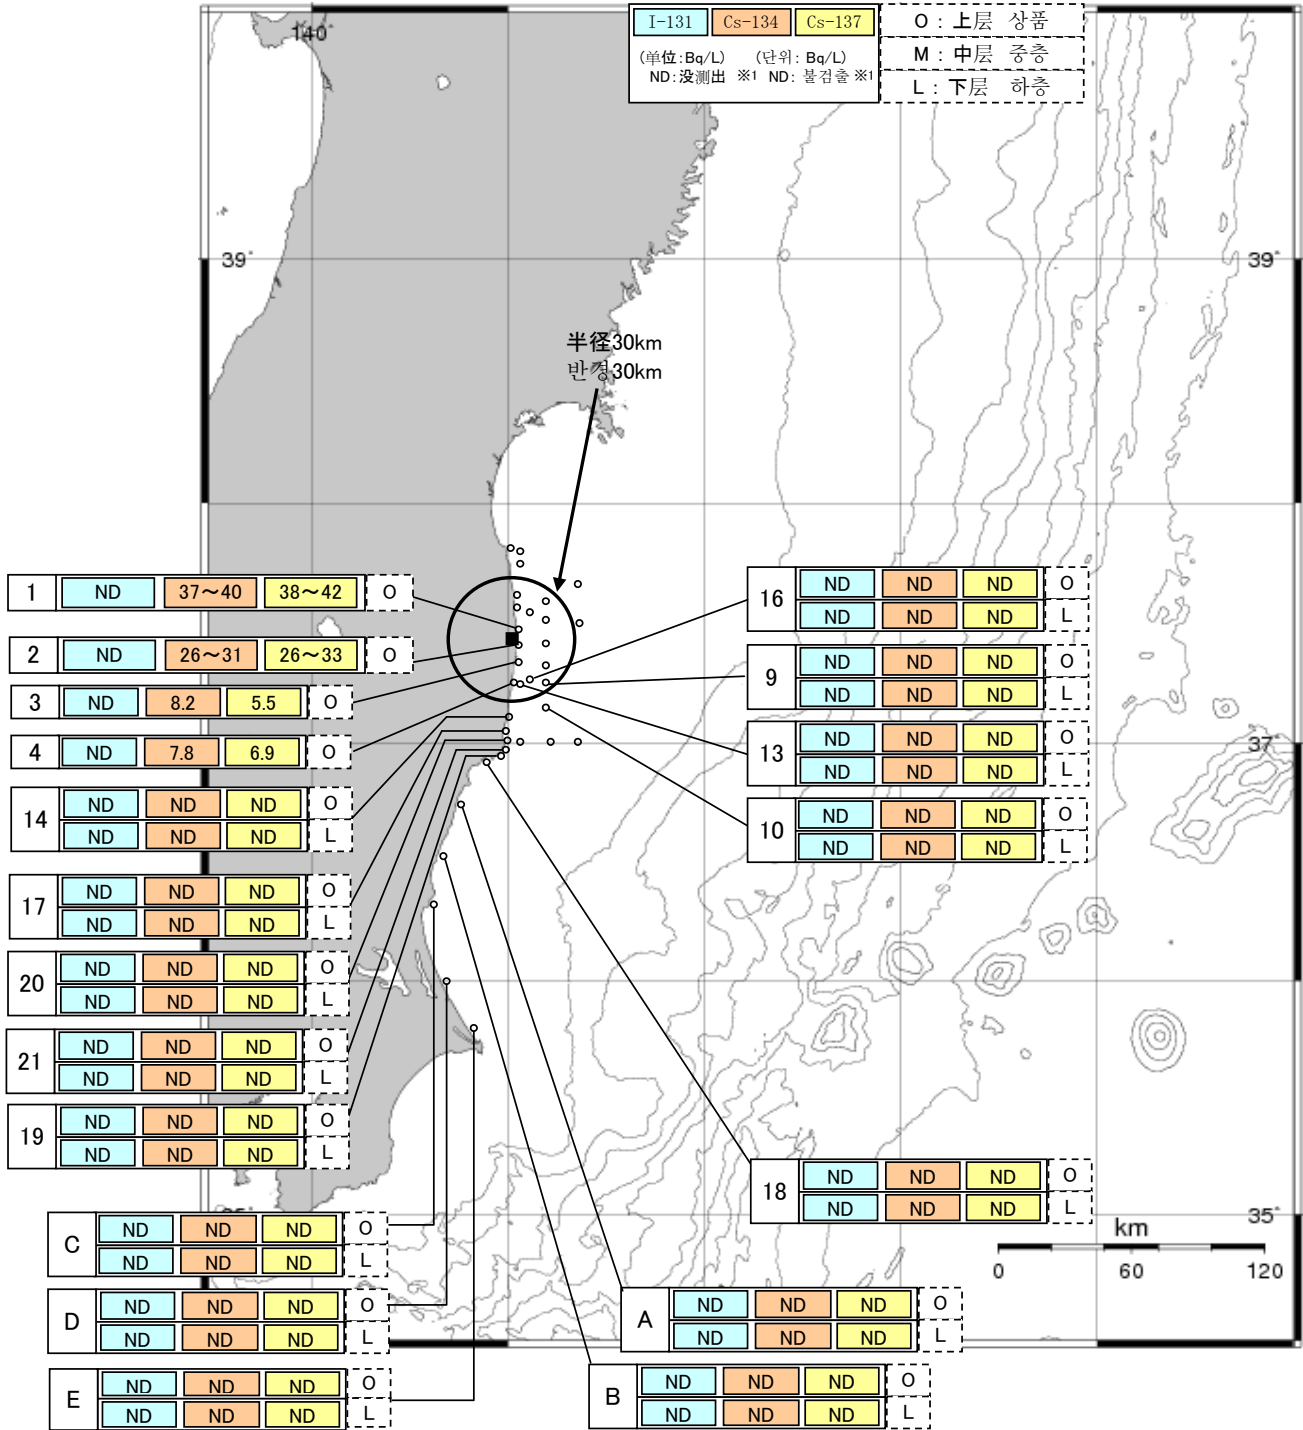 I-131 Cs-134 Cs-137
(単位:Bq/L) (단위: Bq/L)
ND:没測出 ※1 ND: 불검출 ※1
O : 上层 상품
M : 中层 중층
L : 下层 하층
140°
39° 39°
半径30km
반경30km
1 ND 37～40 38～42 O
2 ND 26～31 26～33 O
3 ND 8.2 5.5 O
4 ND 7.8 6.9 O
14 ND ND ND O
ND ND ND L
17 ND ND ND O
ND ND ND L
20 ND ND ND O
ND ND ND L
21 ND ND ND O
ND ND ND L
19 ND ND ND O
ND ND ND L
C ND ND ND O
ND ND ND L
D ND ND ND O
ND ND ND L
E ND ND ND O
ND ND ND L
16 ND ND ND O
ND ND ND L
9 ND ND ND O
ND ND ND L
37°
13 ND ND ND O
ND ND ND L
10 ND ND ND O
ND ND ND L
18 ND ND ND O
ND ND ND L
35°
km
0 60 120
A ND ND ND O
ND ND ND L
B ND ND ND O
ND ND ND L